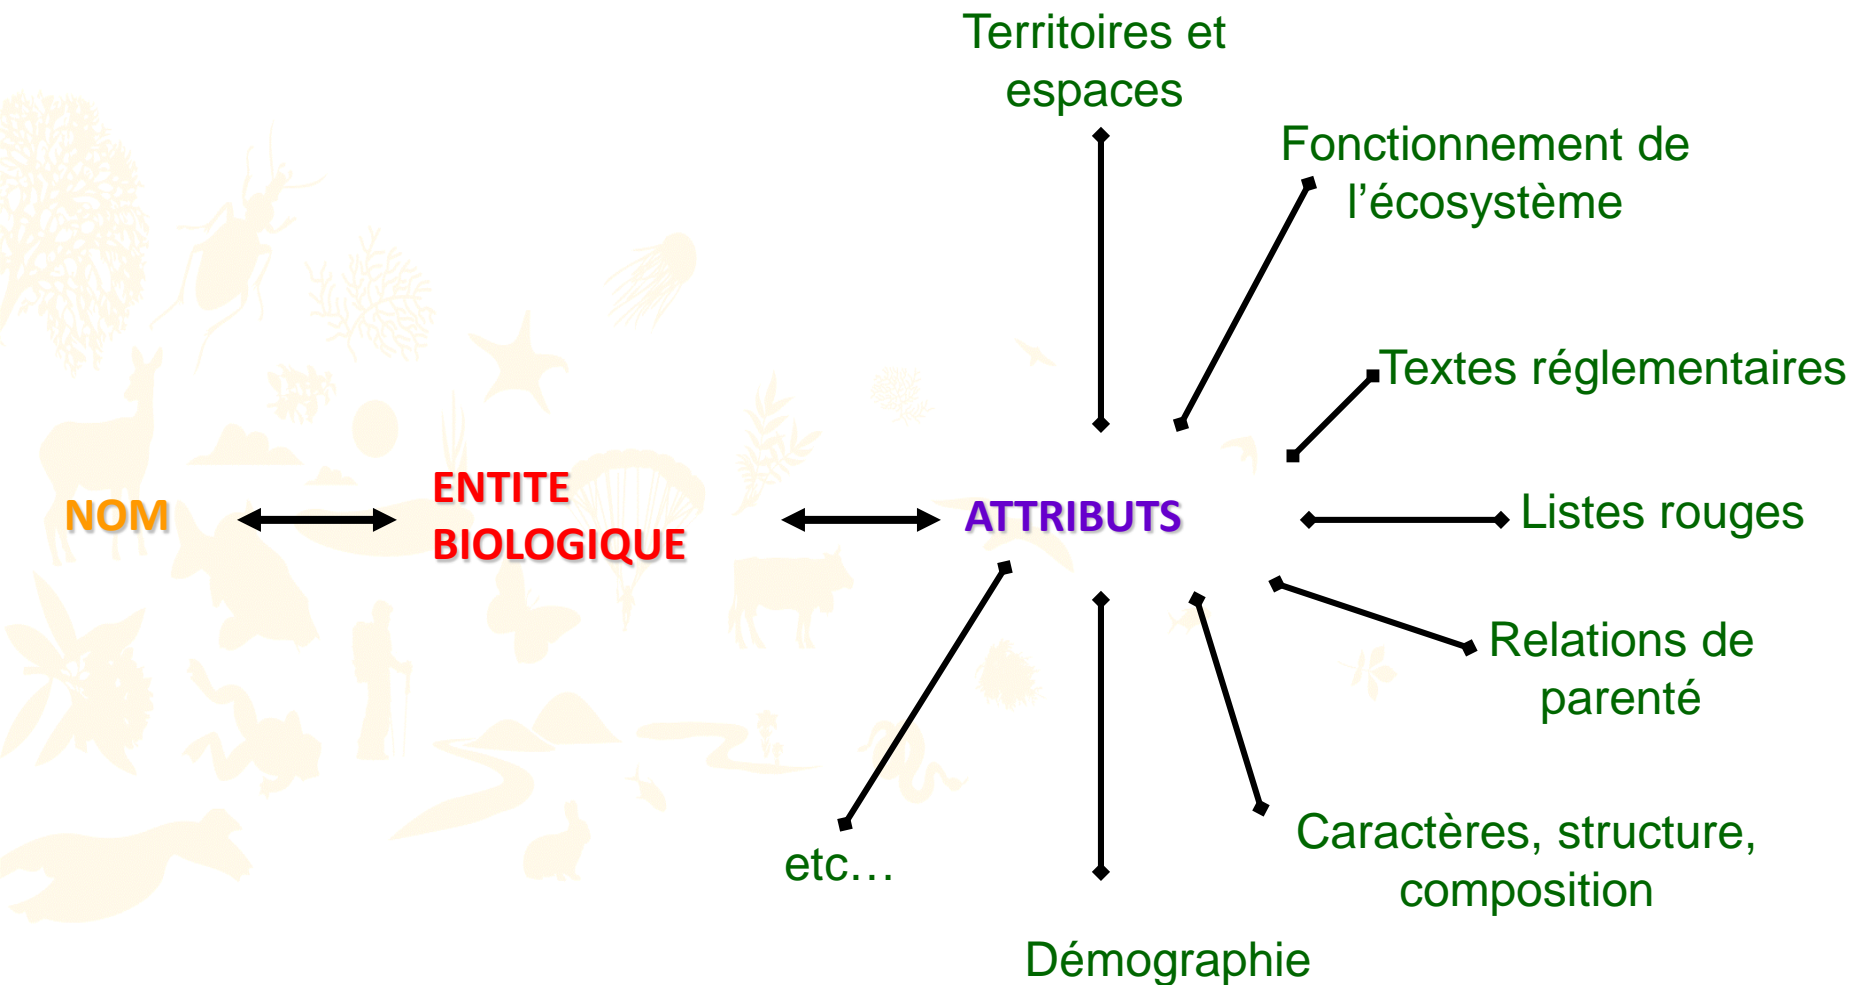 Territoires et
espaces
Fonctionnement de
l’écosystème
Textes réglementaires
NOM
ENTITE
BIOLOGIQUE
ATTRIBUTS
Listes rouges
Relations de
parenté
Caractères, structure,
composition
etc…
Démographie